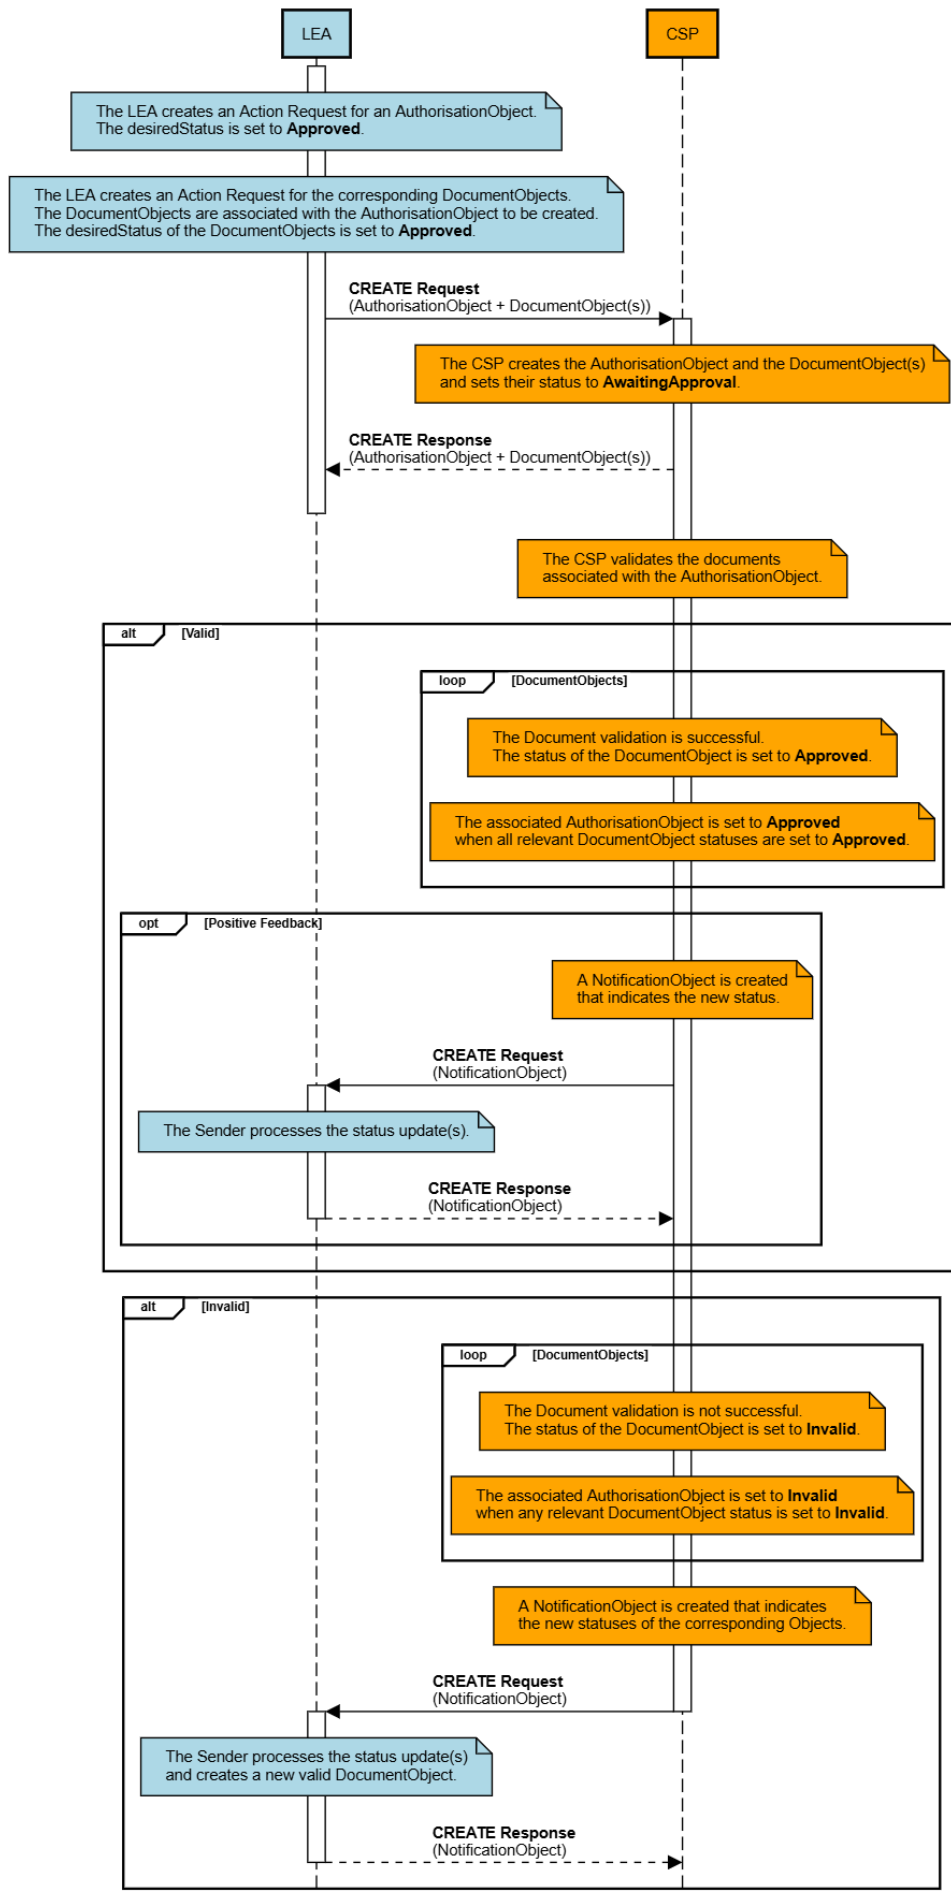 LEA
CSP
The LEA creates an Action Request for an AuthorisationObject.
The desiredStatus is set to Approved.
The LEA creates an Action Request for the corresponding DocumentObjects.
The DocumentObjects are associated with the AuthorisationObject to be created.
The desiredStatus of the DocumentObjects is set to Approved.
CREATE Request
(AuthorisationObject + DocumentObject(s))
The CSP creates the AuthorisationObject and the DocumentObject(s)
and sets their status to AwaitingApproval.
CREATE Response
(AuthorisationObject + DocumentObject(s))
The CSP validates the documents
associated with the AuthorisationObject.
alt
[Valid]
loop
[DocumentObjects]
The Document validation is successful.
The status of the DocumentObject is set to Approved.
The associated AuthorisationObject is set to Approved
when all relevant DocumentObject statuses are set to Approved.
opt
[Positive Feedback]
A NotificationObject is created
that indicates the new status.
CREATE Request
(NotificationObject)
The Sender processes the status update(s).
CREATE Response
(NotificationObject)
alt
[Invalid]
loop
[DocumentObjects]
The Document validation is not successful.
The status of the DocumentObject is set to Invalid.
The associated AuthorisationObject is set to Invalid
when any relevant DocumentObject status is set to Invalid.
A NotificationObject is created that indicates
the new statuses of the corresponding Objects.
CREATE Request
(NotificationObject)
The Sender processes the status update(s)
and creates a new valid DocumentObject.
CREATE Response
(NotificationObject)